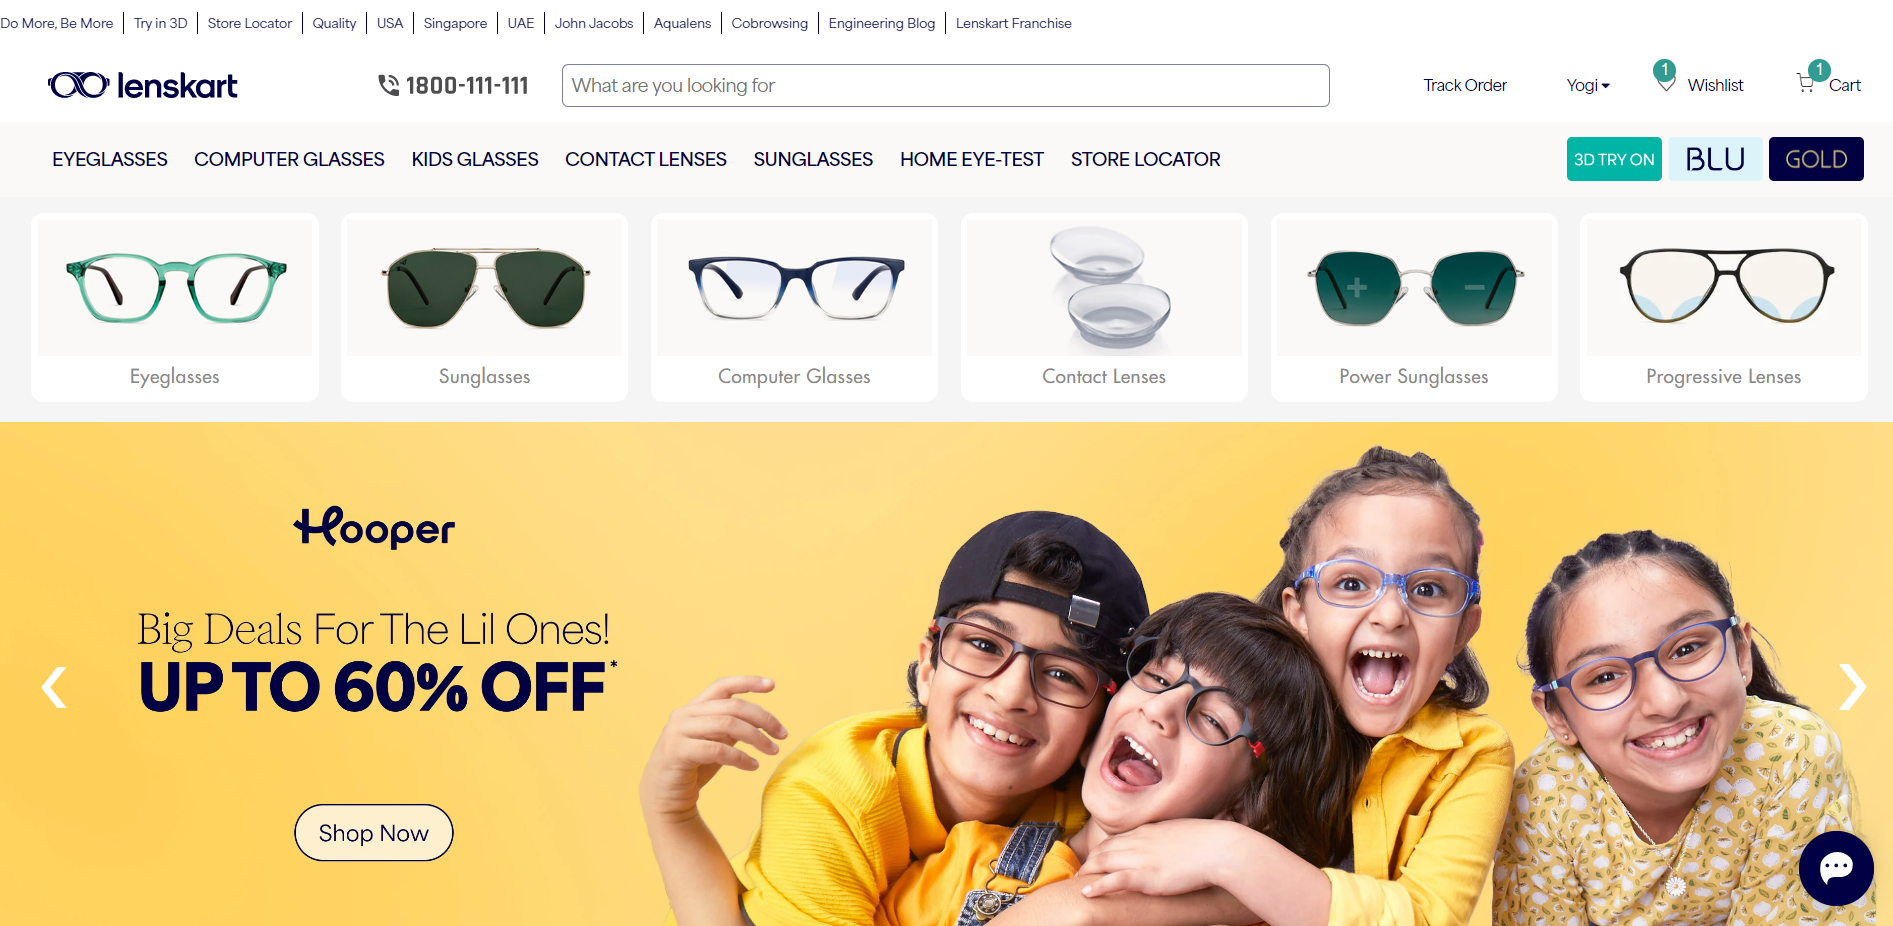 Do More, Be More Try in 3D Store Locator Quality USA Singapore UAE John Jacobs Aqualens Cobrowsing Engineering Blog Lenskart Franchise
lenskart 1800-111-111 What are you looking for Track Order Yogi 1 Wishlist 1 Cart
EYEGLASSES COMPUTER GLASSES KIDS GLASSES CONTACT LENSES SUNGLASSES HOME EYE-TEST STORE LOCATOR 3D TRY ON BLU GOLD
Eyeglasses Sunglasses Computer Glasses Contact Lenses Power Sunglasses Progressive Lenses
Hooper
Big Deals For The Lil Ones!
UP TO 60% OFF*
Shop Now